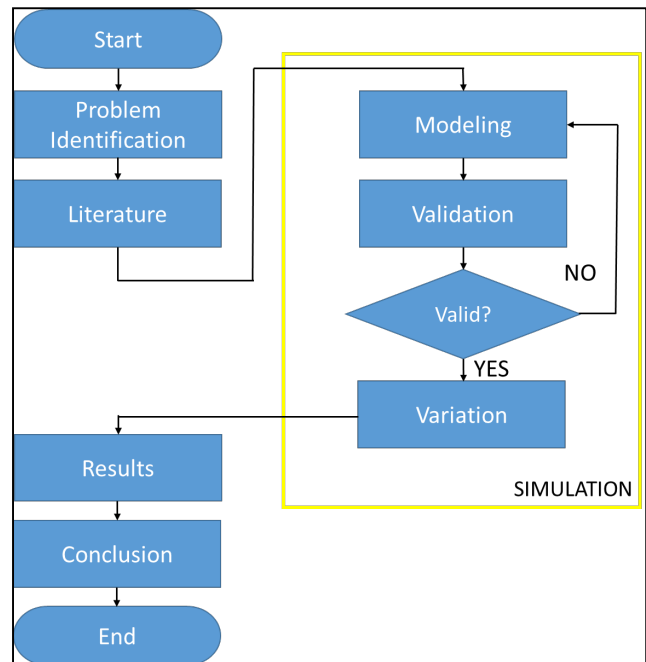 Start
Problem
Identification
Literature
Modeling
Validation
Valid?
NO
YES
Variation
SIMULATION
Results
Conclusion
End